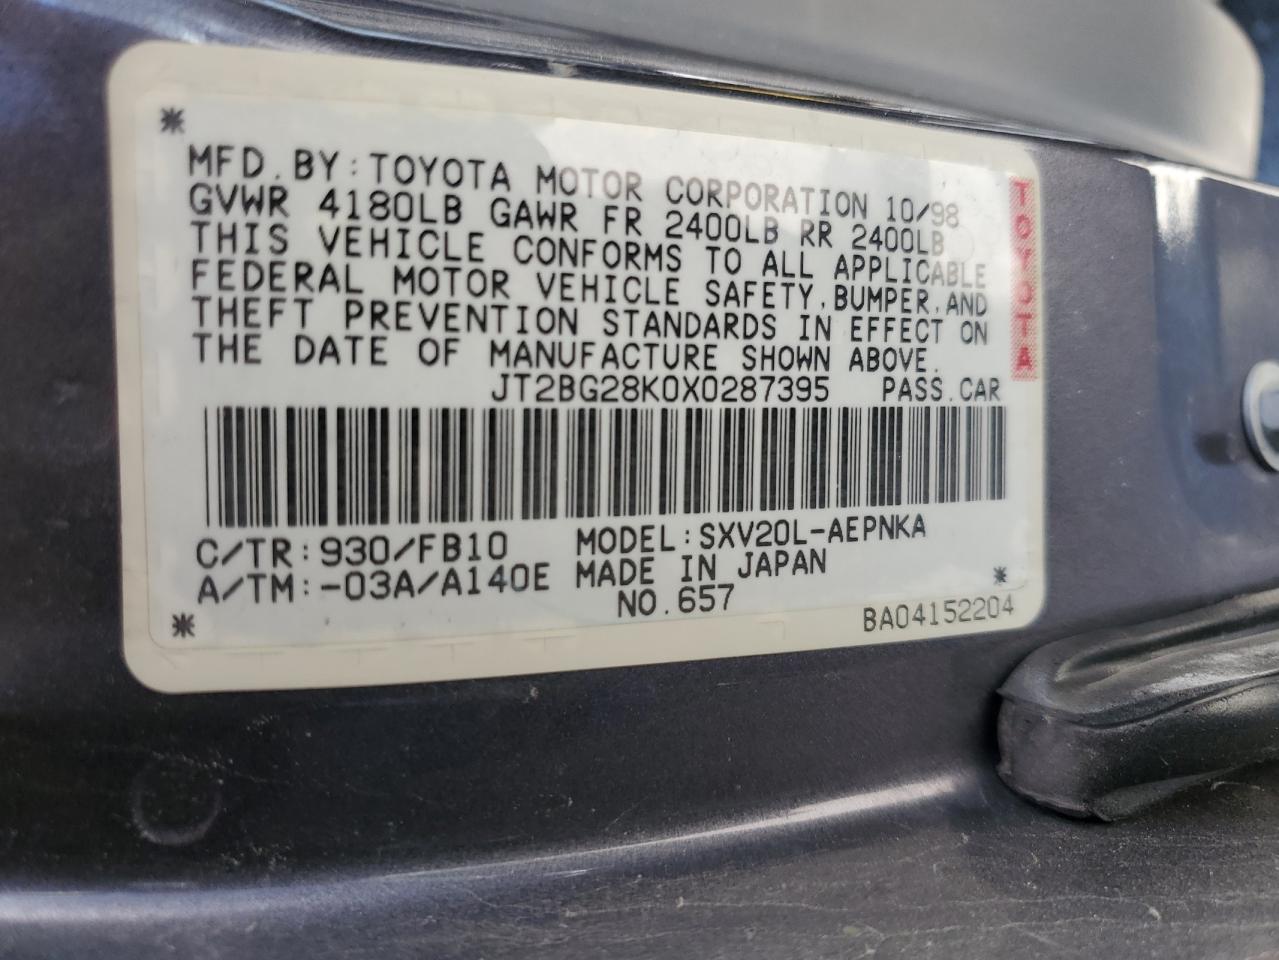 MFD. BY: TOYOTA MOTOR CORPORATION 10/98
GVWR 4180LB GAWR FR 2400LB RR 2400LB
THIS VEHICLE CONFORMS TO ALL APPLICABLE
FEDERAL MOTOR VEHICLE SAFETY, BUMPER, AND
THEFT PREVENTION STANDARDS IN EFFECT ON
THE DATE OF MANUFACTURE SHOWN ABOVE.
JT2BG28K0X0287395 PASS. CAR
C/TR: 930/FB10 MODEL: SXV20L-AEPNKA
A/TM: -03A/A140E MADE IN JAPAN
NO. 657
BA04152204
TOYOTA